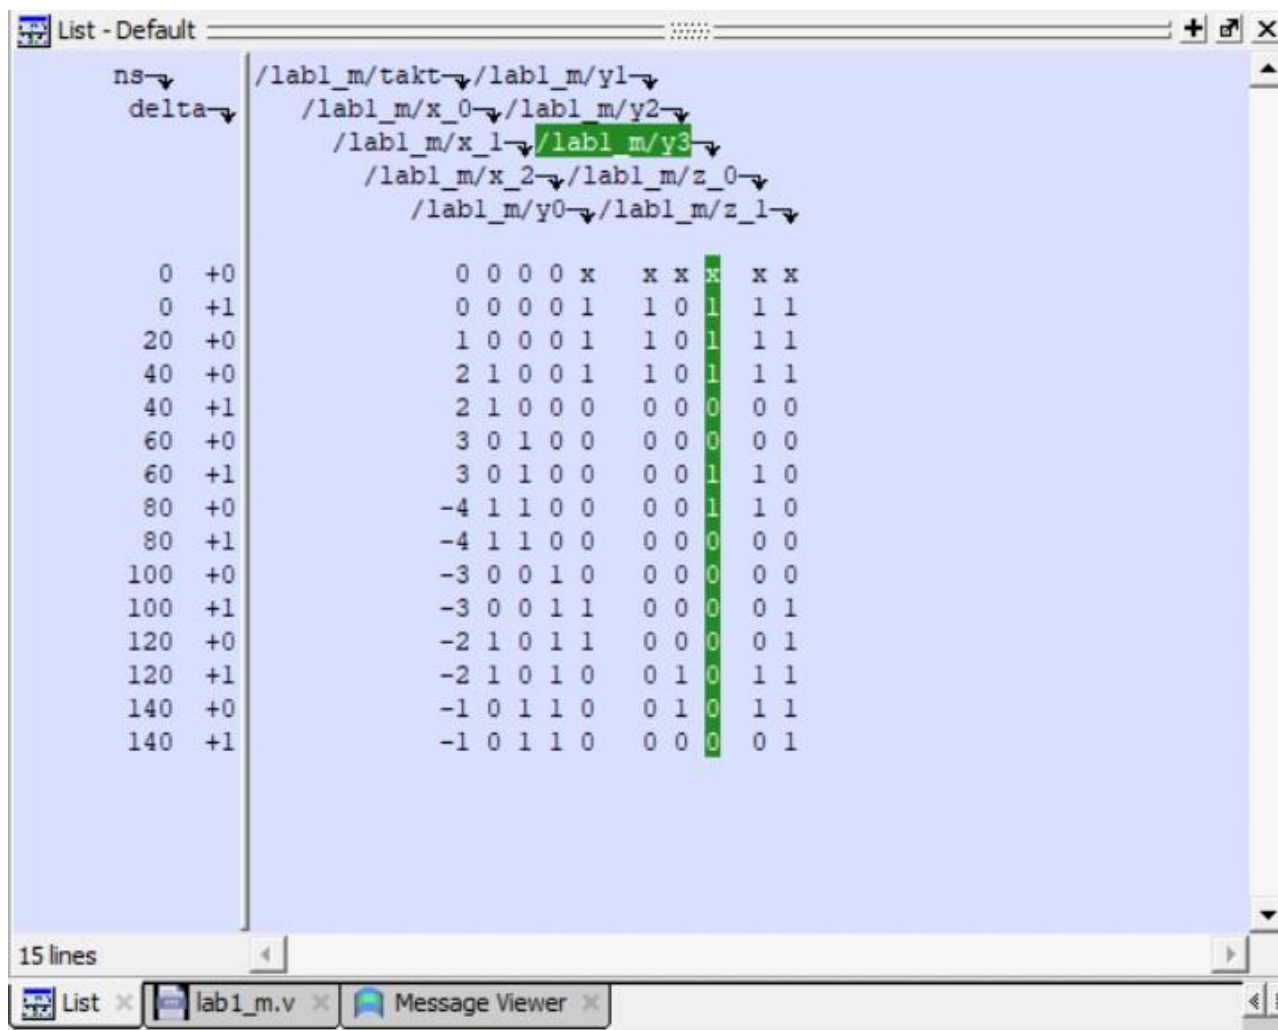 List - Default
ns /lab1_m/takt /lab1_m/y1
delta /lab1_m/x_0 /lab1_m/y2
/lab1_m/x_1 /lab1_m/y3
/lab1_m/x_2 /lab1_m/z_0
/lab1_m/y0 /lab1_m/z_1
0 +0 0 0 0 0 x x x x x x
0 +1 0 0 0 0 1 1 0 1 1 1
20 +0 1 0 0 0 1 1 0 1 1 1
40 +0 2 1 0 0 1 1 0 1 1 1
40 +1 2 1 0 0 0 0 0 0 0 0
60 +0 3 0 1 0 0 0 0 0 0 0
60 +1 3 0 1 0 0 0 0 1 1 0
80 +0 -4 1 1 0 0 0 0 1 1 0
80 +1 -4 1 1 0 0 0 0 0 0 0
100 +0 -3 0 0 1 0 0 0 0 0 0
100 +1 -3 0 0 1 1 0 0 0 0 1
120 +0 -2 1 0 1 1 0 0 0 0 1
120 +1 -2 1 0 1 0 0 1 0 1 1
140 +0 -1 0 1 1 0 0 1 0 1 1
140 +1 -1 0 1 1 0 0 0 0 0 1
15 lines
List lab1_m.v Message Viewer